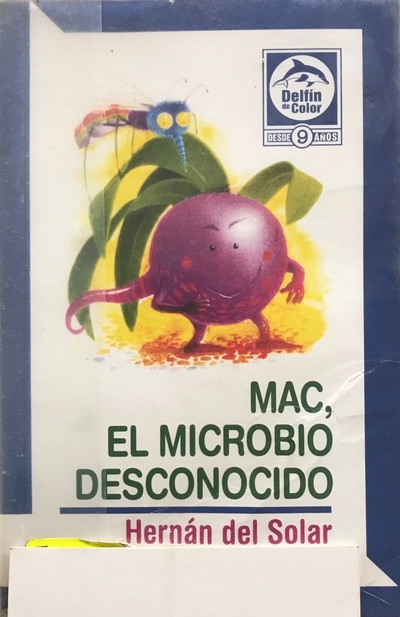 Delfín
de Color
DESDE 9 AÑOS
MAC,
EL MICROBIO
DESCONOCIDO
Hernán del Solar